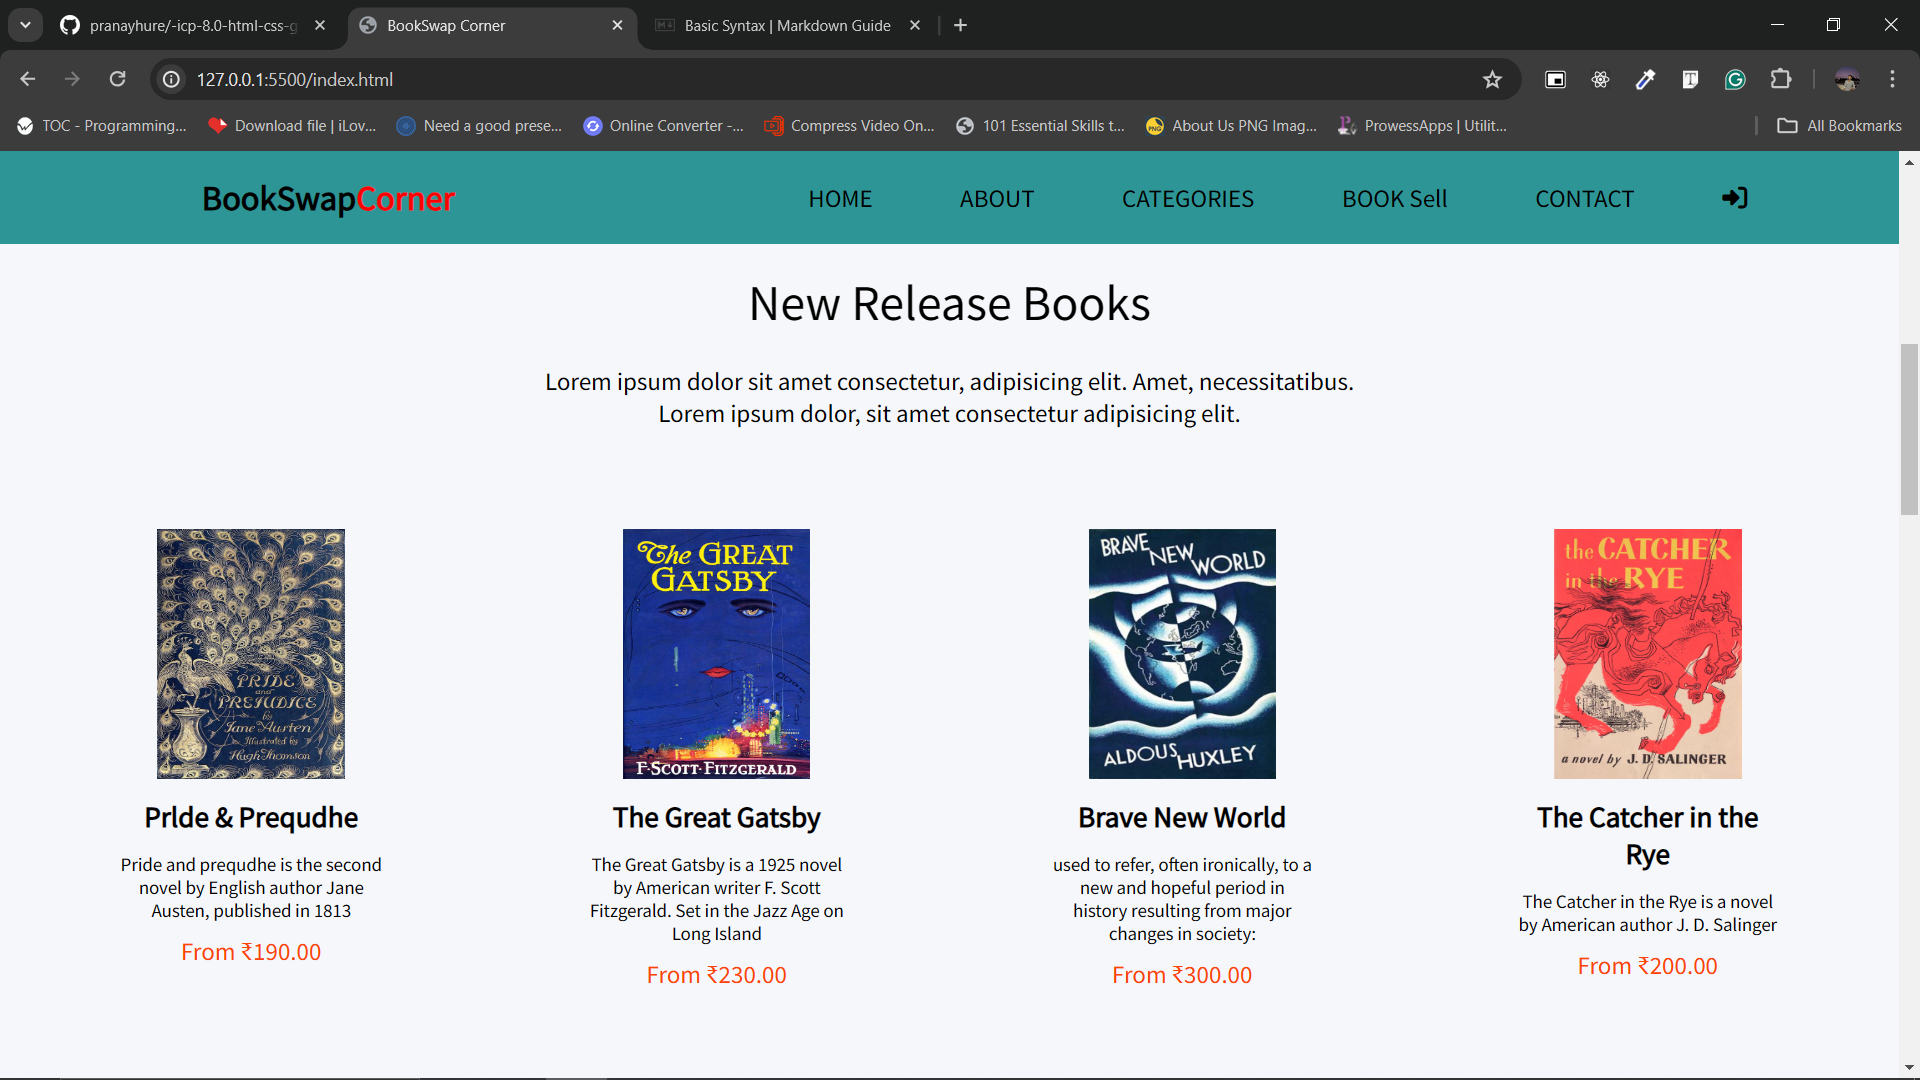 pranayhure/-icp-8.0-html-css-g
BookSwap Corner
Basic Syntax | Markdown Guide
127.0.0.1:5500/index.html
TOC - Programming...
Download file | iLov...
Need a good prese...
Online Converter -...
Compress Video On...
101 Essential Skills t...
About Us PNG Imag...
ProwessApps | Utilit...
All Bookmarks
BookSwapCorner
HOME
ABOUT
CATEGORIES
BOOK Sell
CONTACT
New Release Books
Lorem ipsum dolor sit amet consectetur, adipisicing elit. Amet, necessitatibus.
Lorem ipsum dolor, sit amet consectetur adipisicing elit.
PRIDE
and
PREJUDICE
by
Jane Austen
Illustrated by
Hugh Thomson
Prlde & Prequdhe
Pride and prequdhe is the second
novel by English author Jane
Austen, published in 1813
From ₹190.00
The GREAT
GATSBY
F·SCOTT·FITZGERALD
The Great Gatsby
The Great Gatsby is a 1925 novel
by American writer F. Scott
Fitzgerald. Set in the Jazz Age on
Long Island
From ₹230.00
BRAVE
NEW WORLD
ALDOUS HUXLEY
Brave New World
used to refer, often ironically, to a
new and hopeful period in
history resulting from major
changes in society:
From ₹300.00
the CATCHER
in the RYE
a novel by J. D. SALINGER
The Catcher in the
Rye
The Catcher in the Rye is a novel
by American author J. D. Salinger
From ₹200.00